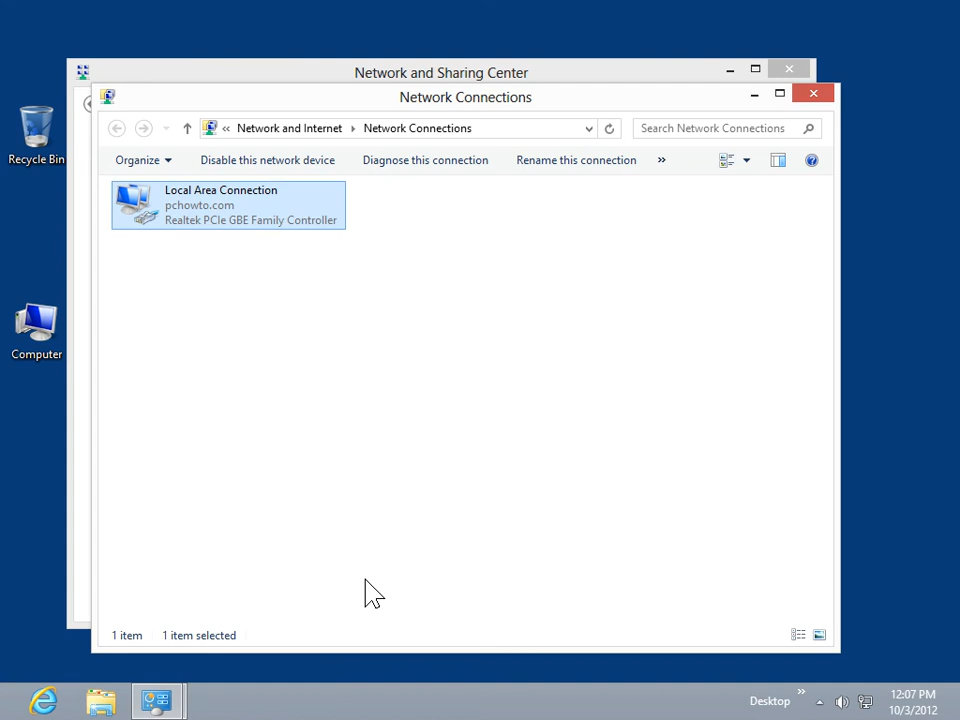 Network and Sharing Center
Network Connections
« Network and Internet Network Connections
Search Network Connections
Organize Disable this network device Diagnose this connection Rename this connection »
Local Area Connection
pchowto.com
Realtek PCIe GBE Family Controller
Recycle Bin
Computer
1 item 1 item selected
Desktop »
12:07 PM
10/3/2012